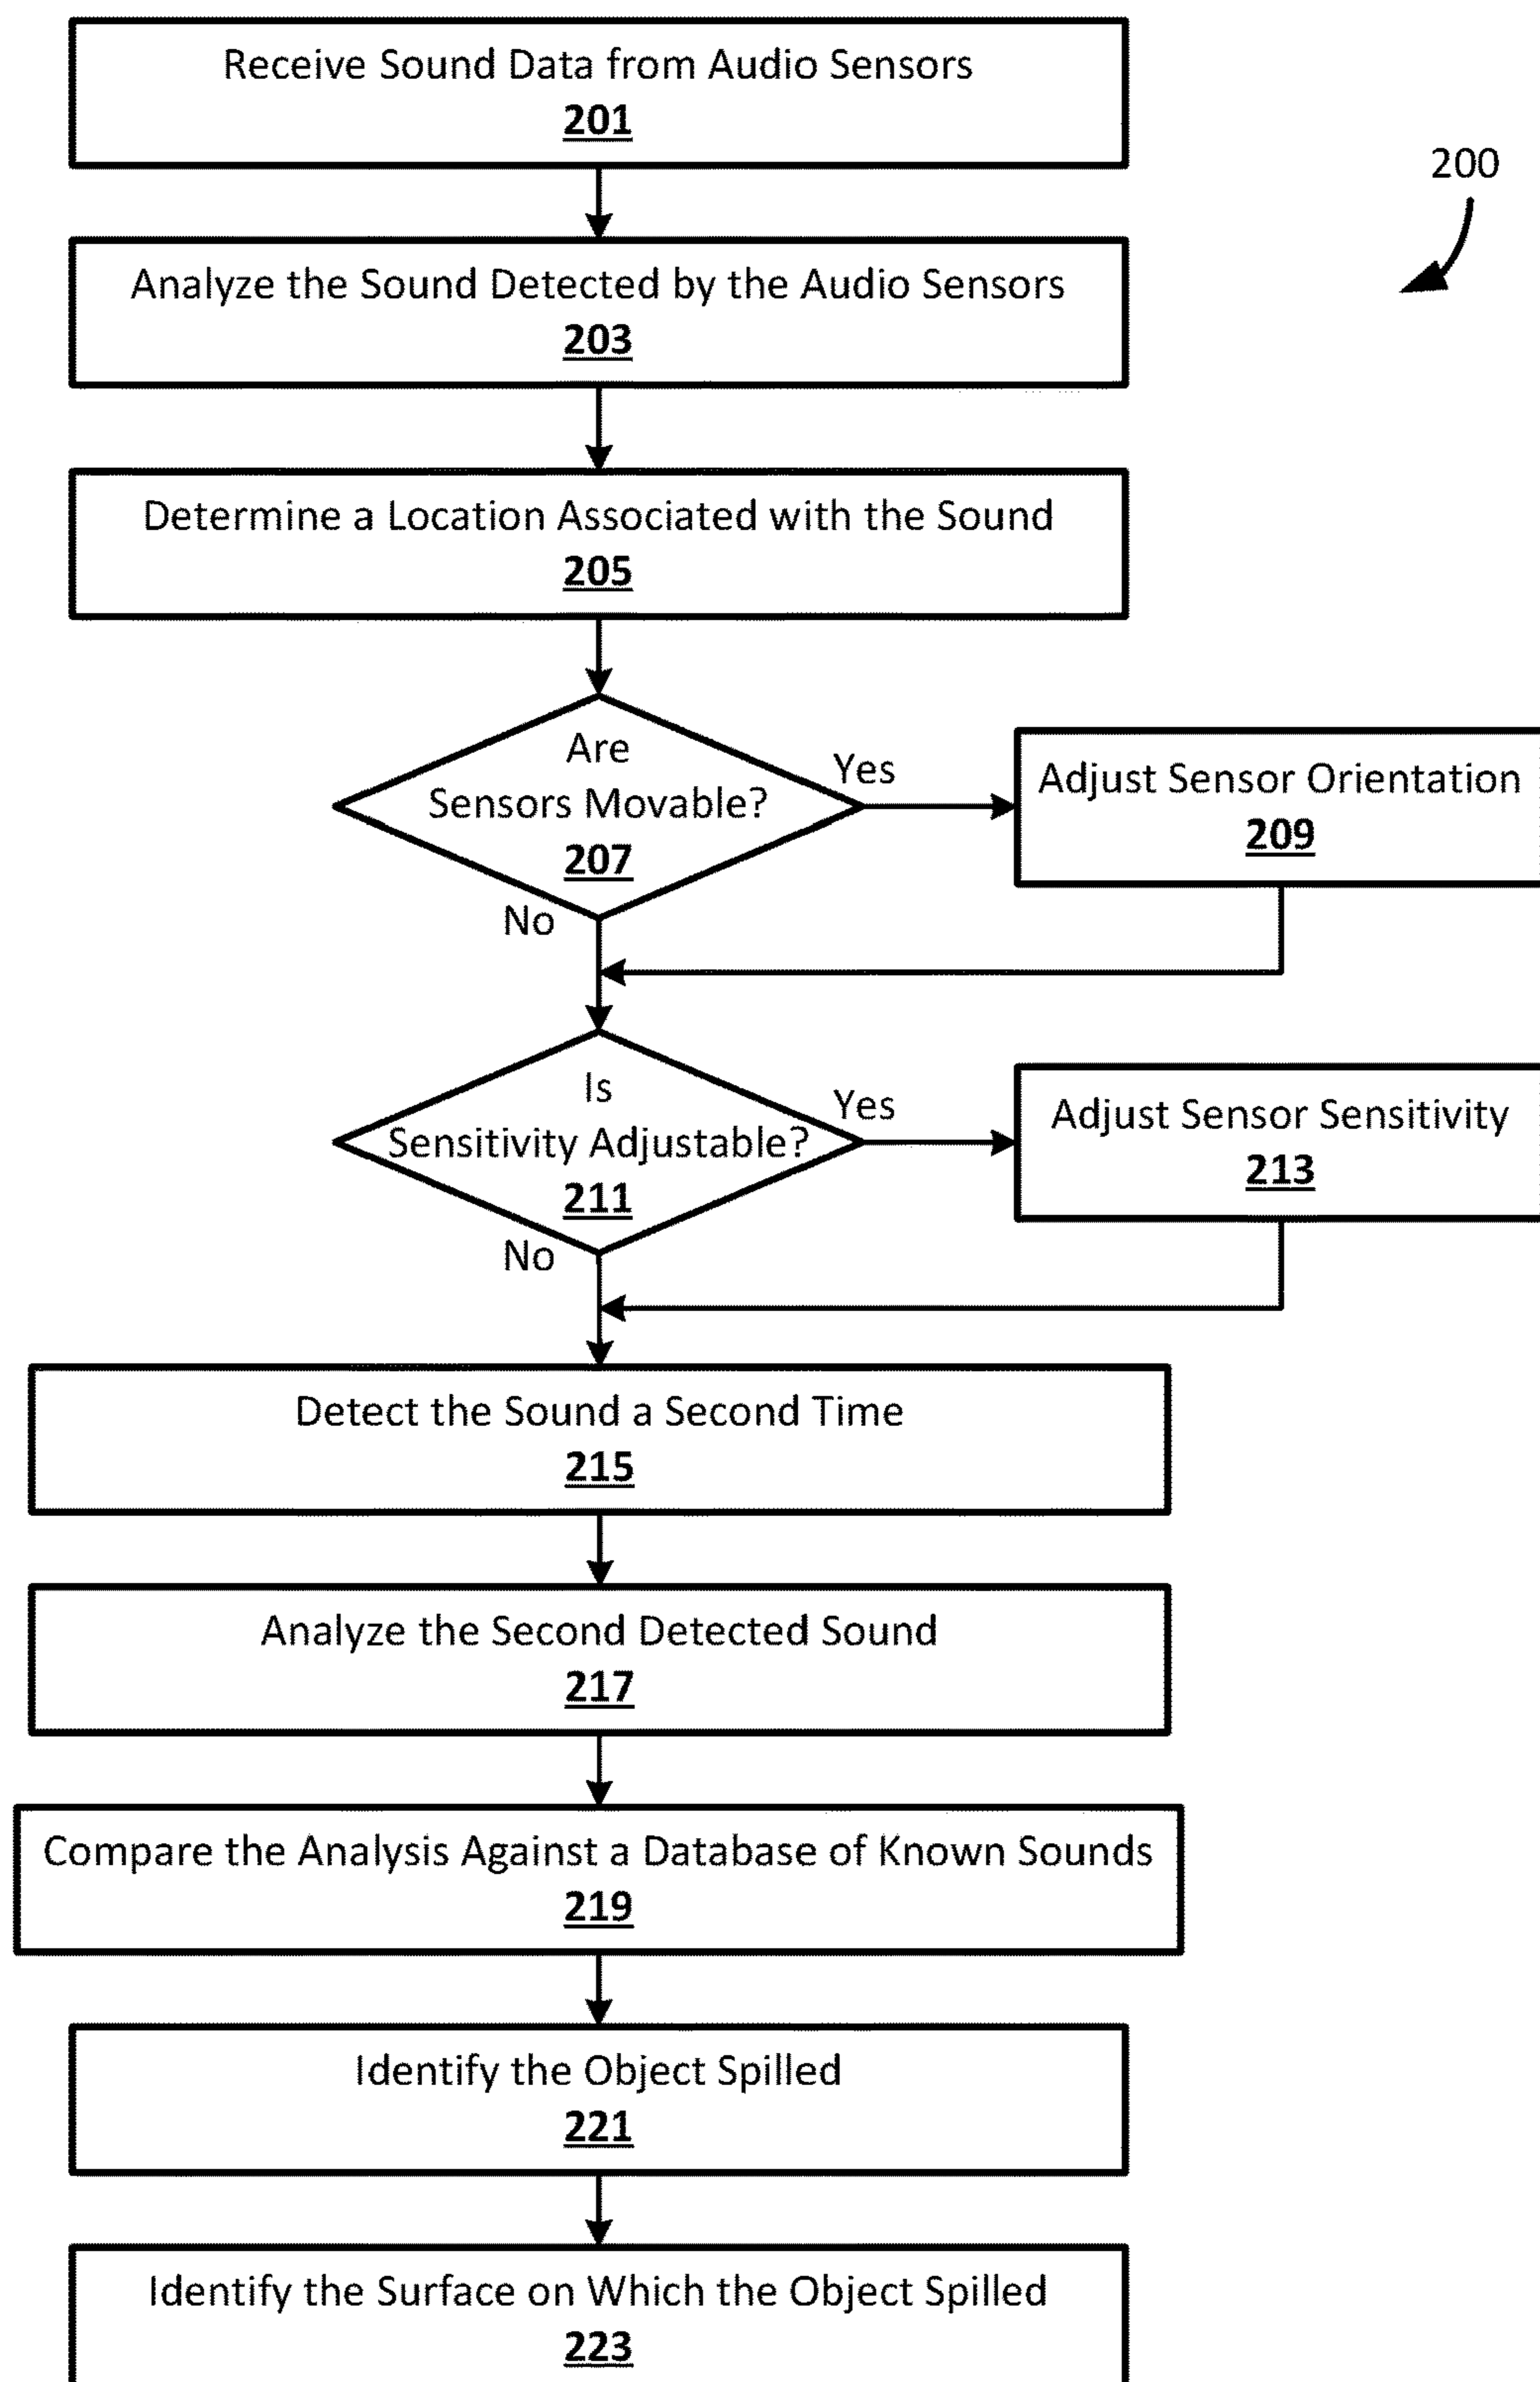 Receive Sound Data from Audio Sensors
201
200
Analyze the Sound Detected by the Audio Sensors
203
Determine a Location Associated with the Sound
205
Are
Sensors Movable?
207
Yes
Adjust Sensor Orientation
209
No
Is
Sensitivity Adjustable?
211
Yes
Adjust Sensor Sensitivity
213
No
Detect the Sound a Second Time
215
Analyze the Second Detected Sound
217
Compare the Analysis Against a Database of Known Sounds
219
Identify the Object Spilled
221
Identify the Surface on Which the Object Spilled
223